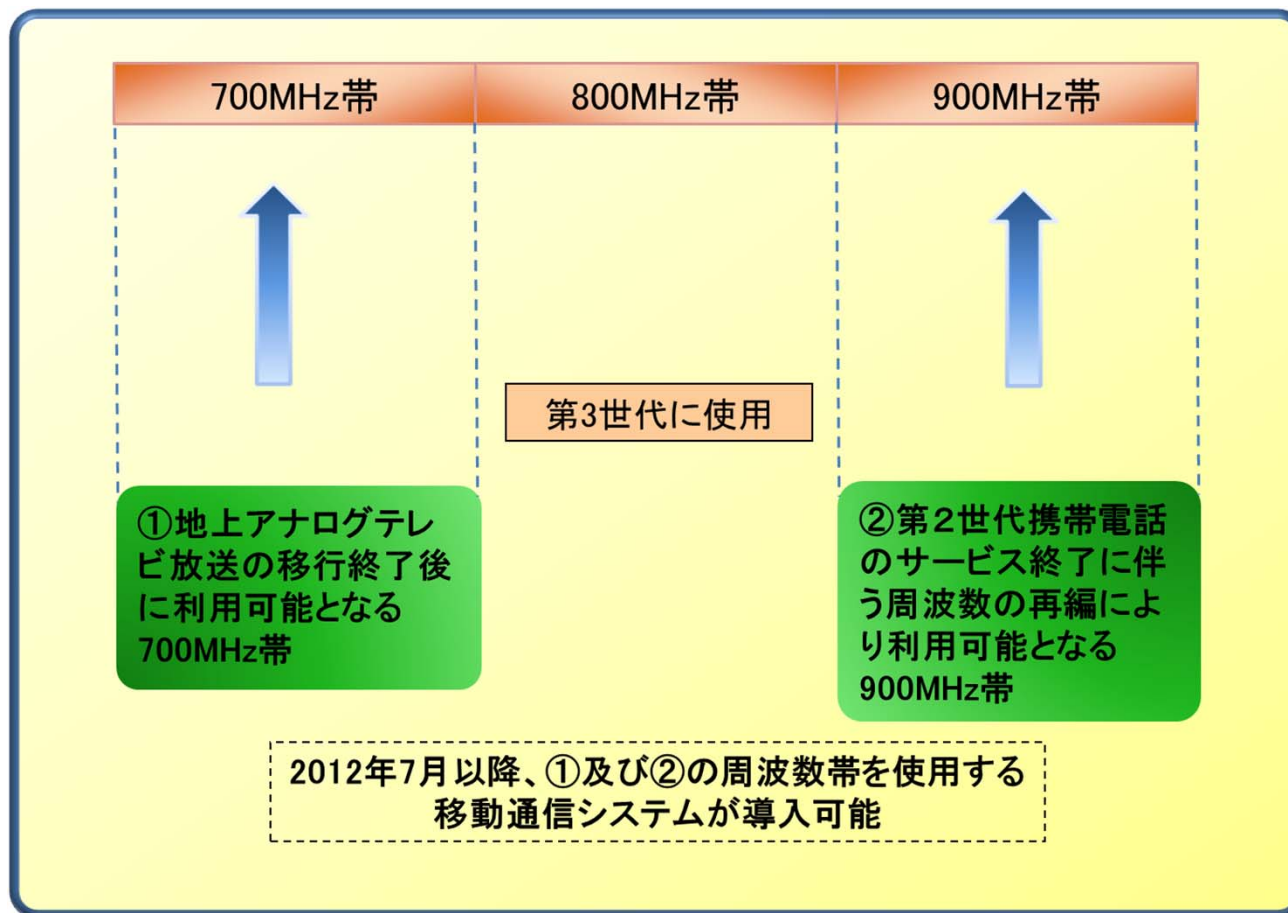 700MHz帯
800MHz帯
900MHz帯
第3世代に使用
①地上アナログテレ
ビ放送の移行終了後
に利用可能となる
700MHz帯
②第２世代携帯電話
のサービス終了に伴
う周波数の再編によ
り利用可能となる
900MHz帯
2012年7月以降、①及び②の周波数帯を使用する
移動通信システムが導入可能